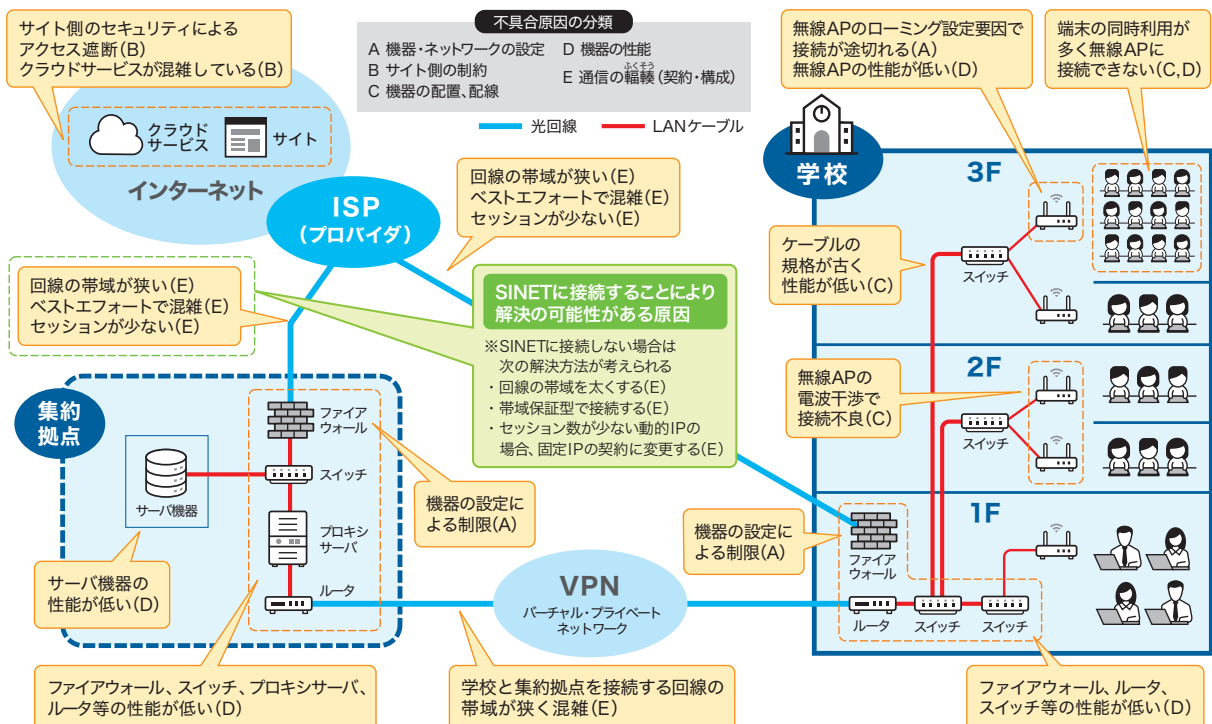 サイト側のセキュリティによる
アクセス遮断(B)
クラウドサービスが混雑している(B)
クラウド
サービス
サイト
インターネット
不具合原因の分類
A 機器・ネットワークの設定
B サイト側の制約
C 機器の配置、配線
D 機器の性能
ふくそう
E 通信の輻輳(契約・構成)
光回線
LANケーブル
無線APのローミング設定要因で
接続が途切れる(A)
無線APの性能が低い(D)
端末の同時利用が
多く無線APに
接続できない(C,D)
ISP
(プロバイダ)
回線の帯域が狭い(E)
ベストエフォートで混雑(E)
セッションが少ない(E)
回線の帯域が狭い(E)
ベストエフォートで混雑(E)
セッションが少ない(E)
SINETに接続することにより
解決の可能性がある原因
※SINETに接続しない場合は
次の解決方法が考えられる
・回線の帯域を太くする(E)
・帯域保証型で接続する(E)
・セッション数が少ない動的IPの
場合、固定IPの契約に変更する(E)
学校
3F
ケーブルの
規格が古く
性能が低い(C)
スイッチ
2F
無線APの
電波干渉で
接続不良(C)
スイッチ
1F
機器の設定に
よる制限(A)
ファイア
ウォール
ルータ
スイッチ
スイッチ
集約
拠点
ファイア
ウォール
スイッチ
サーバ機器
プロキシ
サーバ
ルータ
機器の設定に
よる制限(A)
サーバ機器の
性能が低い(D)
VPN
バーチャル・プライベート
ネットワーク
ファイアウォール、スイッチ、プロキシサーバ、
ルータ等の性能が低い(D)
学校と集約拠点を接続する回線の
帯域が狭く混雑(E)
ファイアウォール、ルータ、
スイッチ等の性能が低い(D)